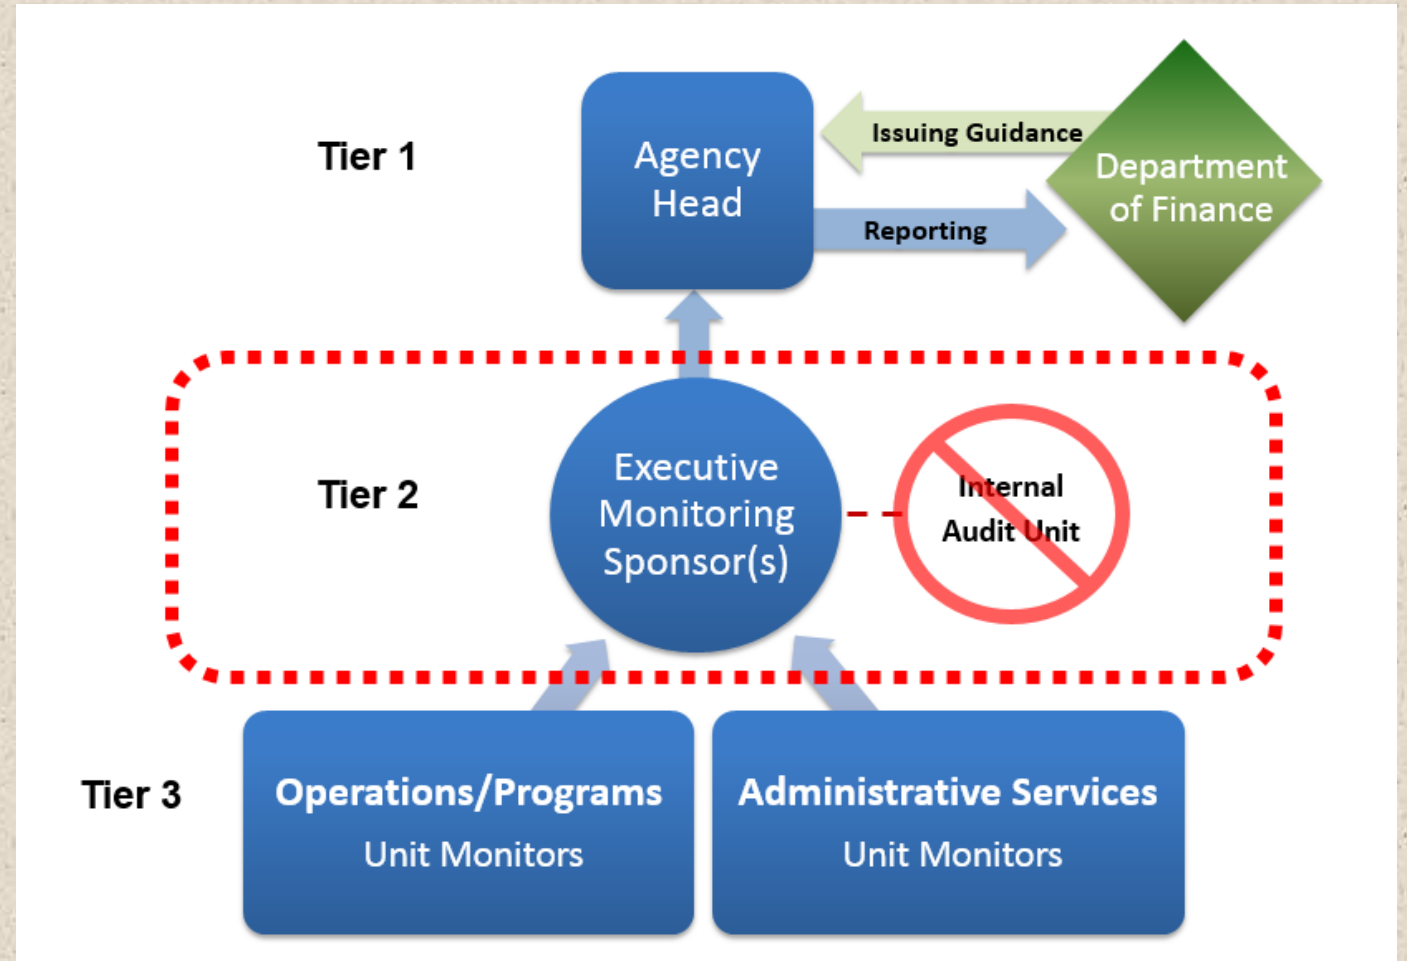 Tier 1
Agency
Head
Issuing Guidance
Reporting
Department
of Finance
Tier 2
Executive
Monitoring
Sponsor(s)
Internal
Audit Unit
Tier 3
Operations/Programs
Unit Monitors
Administrative Services
Unit Monitors